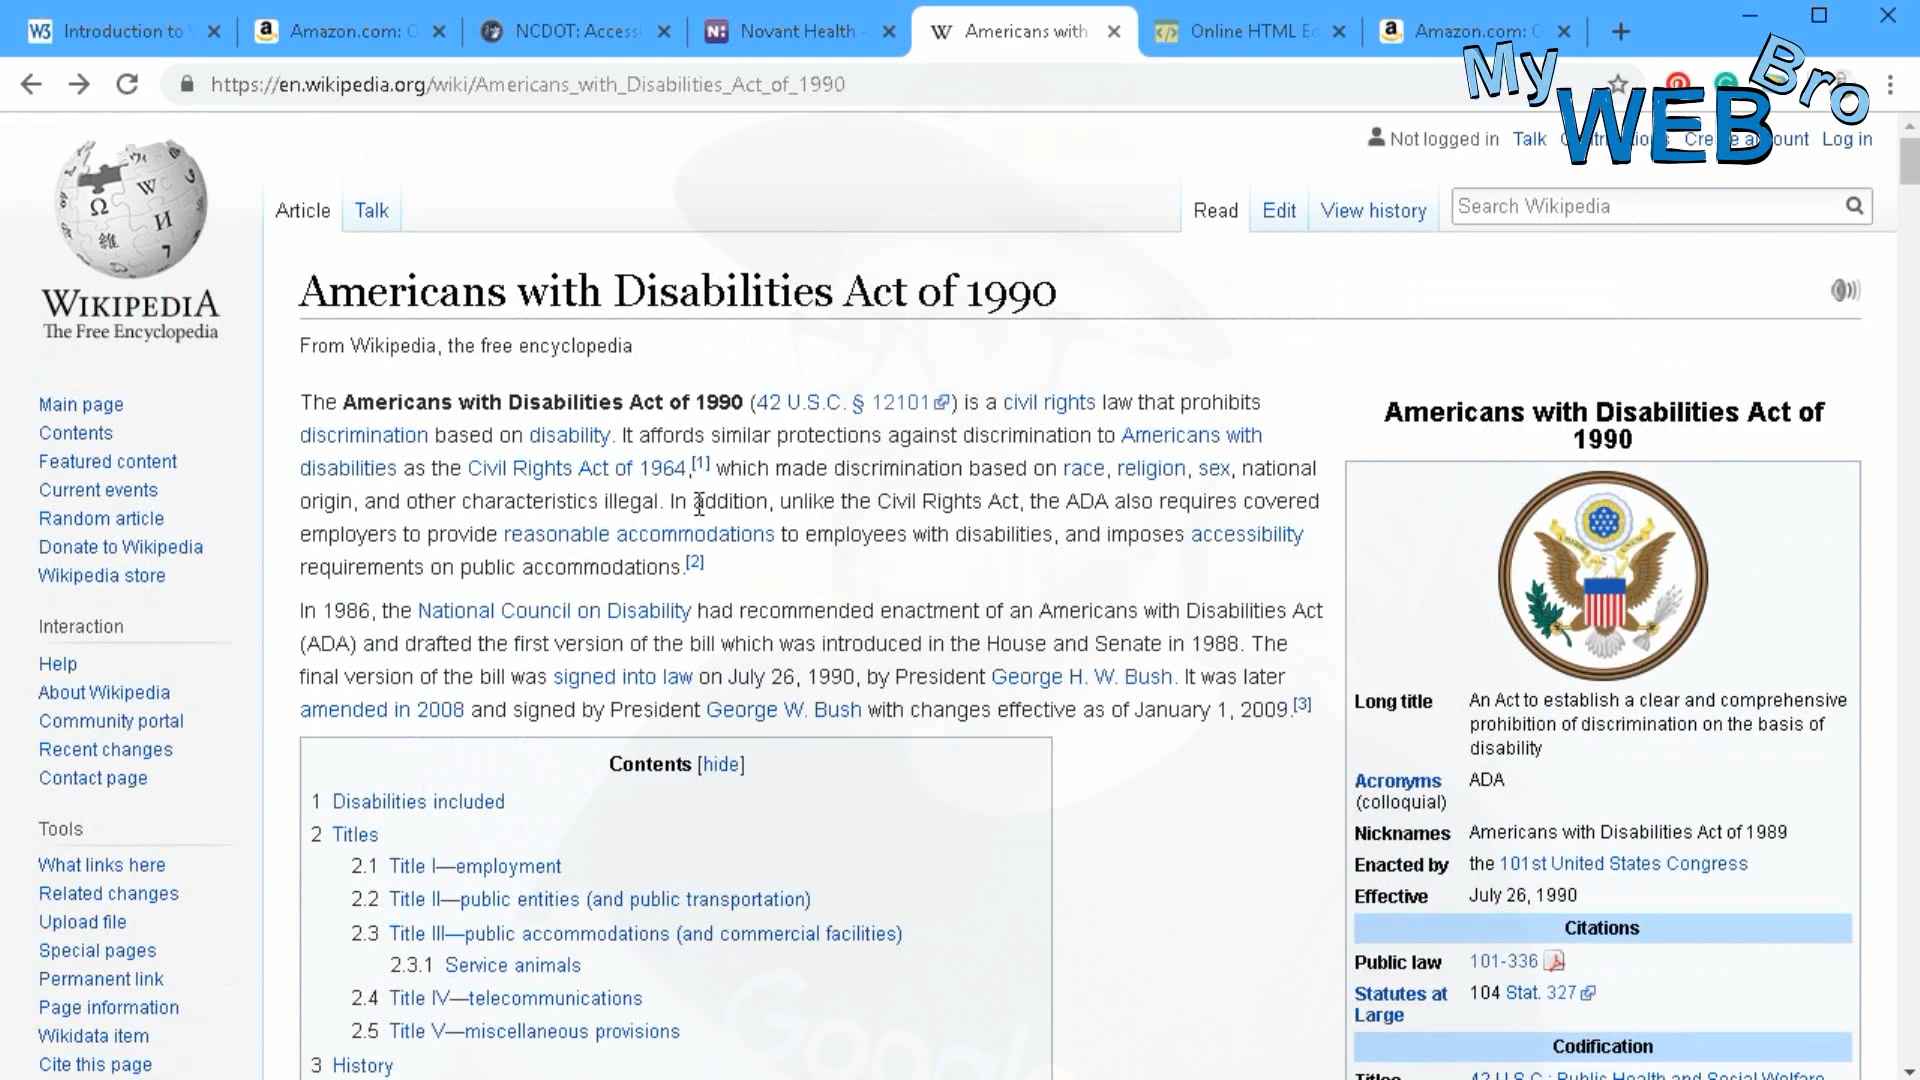 Introduction to
Amazon.com: O
NCDOT: Access
Novant Health -
W Americans with
Online HTML Ed
Amazon.com: O
https://en.wikipedia.org/wiki/Americans_with_Disabilities_Act_of_1990
My WEB Bro
Not logged in Talk Log in
WIKIPEDIA
The Free Encyclopedia
Article Talk Read Edit View history Search Wikipedia
Americans with Disabilities Act of 1990
From Wikipedia, the free encyclopedia
The Americans with Disabilities Act of 1990 (42 U.S.C. § 12101) is a civil rights law that prohibits
discrimination based on disability. It affords similar protections against discrimination to Americans with
disabilities as the Civil Rights Act of 1964,[1] which made discrimination based on race, religion, sex, national
origin, and other characteristics illegal. In addition, unlike the Civil Rights Act, the ADA also requires covered
employers to provide reasonable accommodations to employees with disabilities, and imposes accessibility
requirements on public accommodations.[2]
In 1986, the National Council on Disability had recommended enactment of an Americans with Disabilities Act
(ADA) and drafted the first version of the bill which was introduced in the House and Senate in 1988. The
final version of the bill was signed into law on July 26, 1990, by President George H. W. Bush. It was later
amended in 2008 and signed by President George W. Bush with changes effective as of January 1, 2009.[3]
Contents [hide]
1 Disabilities included
2 Titles
2.1 Title I—employment
2.2 Title II—public entities (and public transportation)
2.3 Title III—public accommodations (and commercial facilities)
2.3.1 Service animals
2.4 Title IV—telecommunications
2.5 Title V—miscellaneous provisions
3 History
Main page
Contents
Featured content
Current events
Random article
Donate to Wikipedia
Wikipedia store
Interaction
Help
About Wikipedia
Community portal
Recent changes
Contact page
Tools
What links here
Related changes
Upload file
Special pages
Permanent link
Page information
Wikidata item
Cite this page
Americans with Disabilities Act of
1990
Long title An Act to establish a clear and comprehensive
prohibition of discrimination on the basis of
disability
Acronyms ADA
(colloquial)
Nicknames Americans with Disabilities Act of 1989
Enacted by the 101st United States Congress
Effective July 26, 1990
Citations
Public law 101-336
Statutes at 104 Stat. 327
Large
Codification
Titles 42 U.S.C.: Public Health and Social Welfare